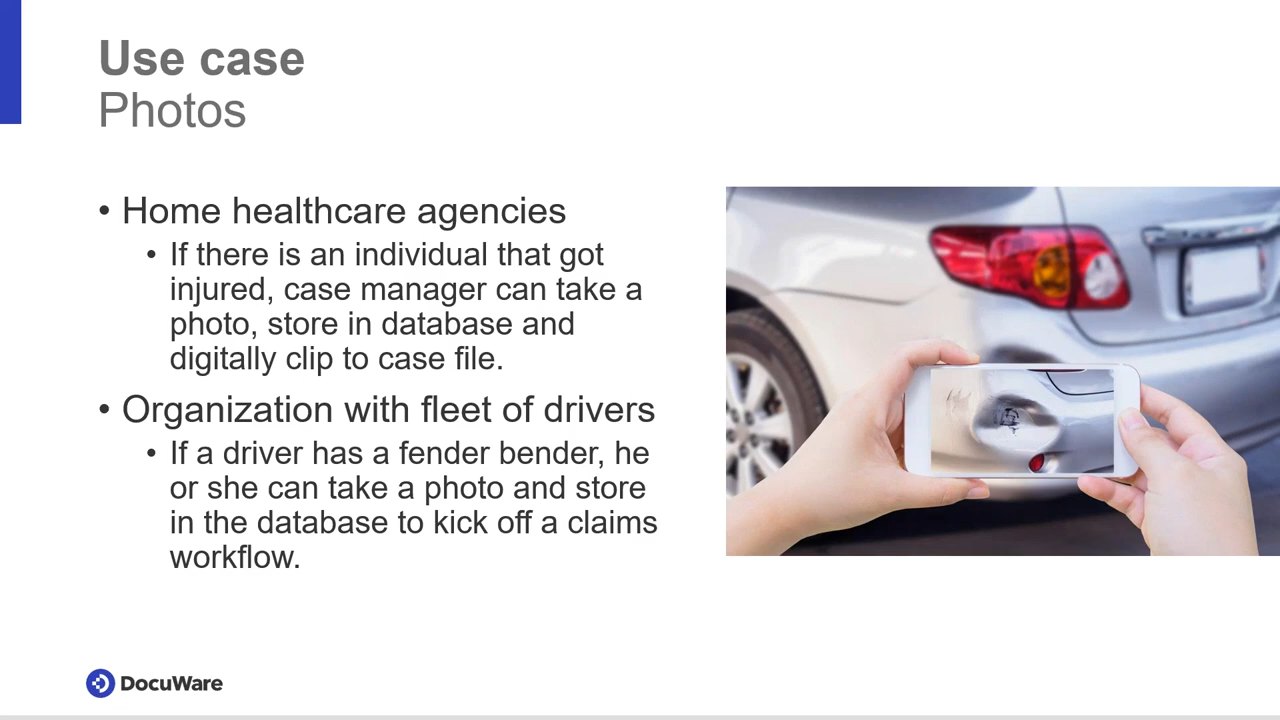 Use case
Photos
• Home healthcare agencies
• If there is an individual that got
injured, case manager can take a
photo, store in database and
digitally clip to case file.
• Organization with fleet of drivers
• If a driver has a fender bender, he
or she can take a photo and store
in the database to kick off a claims
workflow.
DocuWare